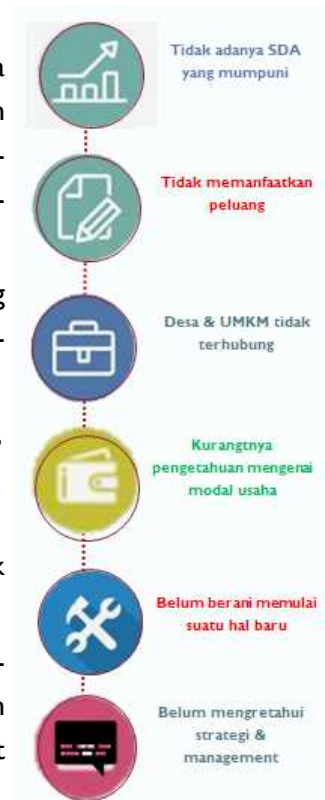 Tidak adanya SDA
yang mumpuni
Tidak memanfaatkan
peluang
Desa & UMKM tidak
terhubung
Kurangtnya
pengetahuan mengenai
modal usaha
Belum berani memulai
suatu hal baru
Belum mengretahui
strategi &
management